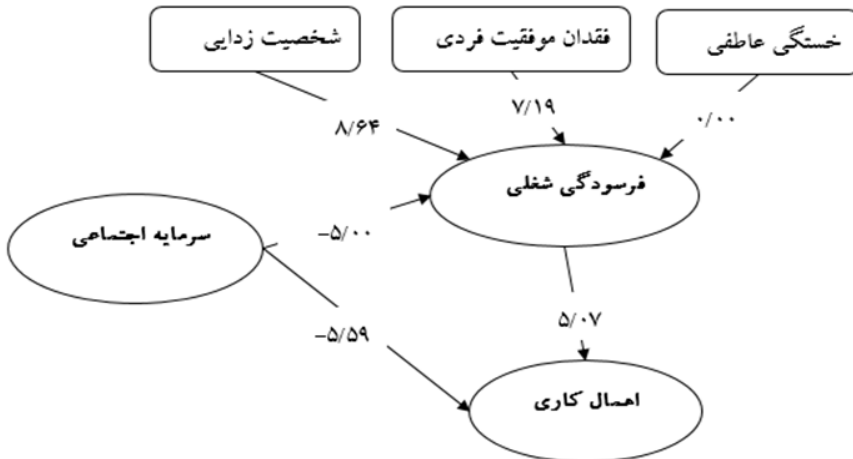 خستگی عاطفی
فقدان موفقیت فردی
شخصیت زدایی
۰/۰۰
۷/۱۹
۸/۶۴
فرسودگی شغلی
سرمایه اجتماعی
-۵/۰۰
۵/۰۷
-۵/۵۹
اهمال کاری